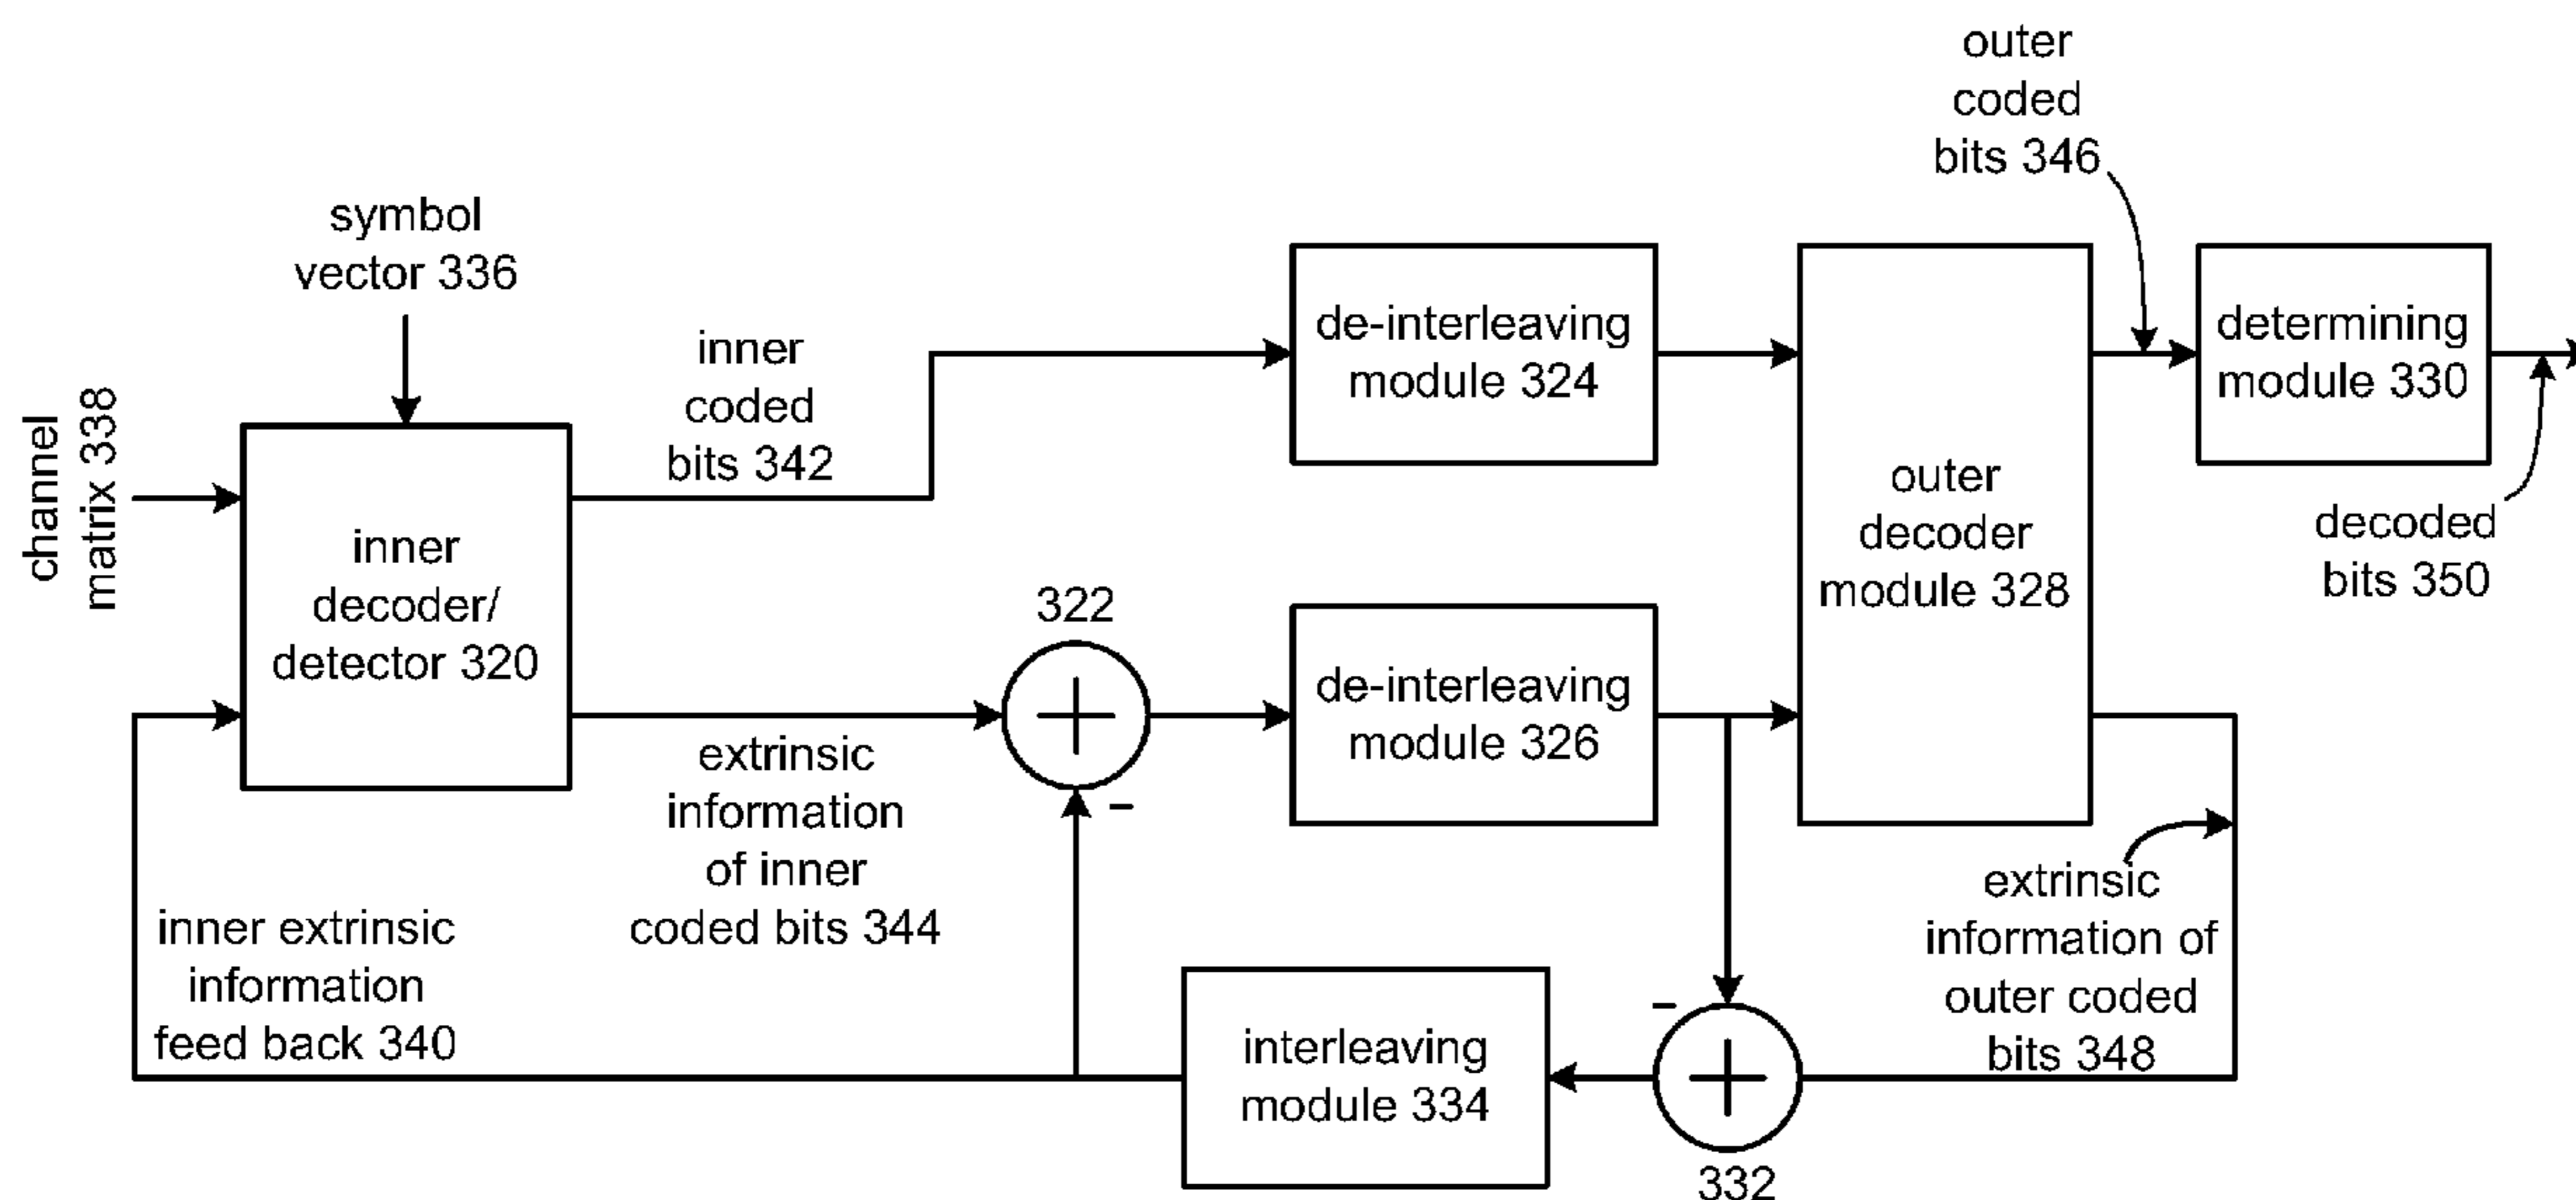 outer
coded
bits 346
symbol
vector 336
channel
matrix 338
inner
coded
bits 342
de-interleaving
module 324
determining
module 330
outer
decoder
module 328
decoded
bits 350
inner
decoder/
detector 320
322
+
-
de-interleaving
module 326
extrinsic
information
of inner
coded bits 344
extrinsic
information of
outer coded
bits 348
inner extrinsic
information
feed back 340
interleaving
module 334
-
+
332